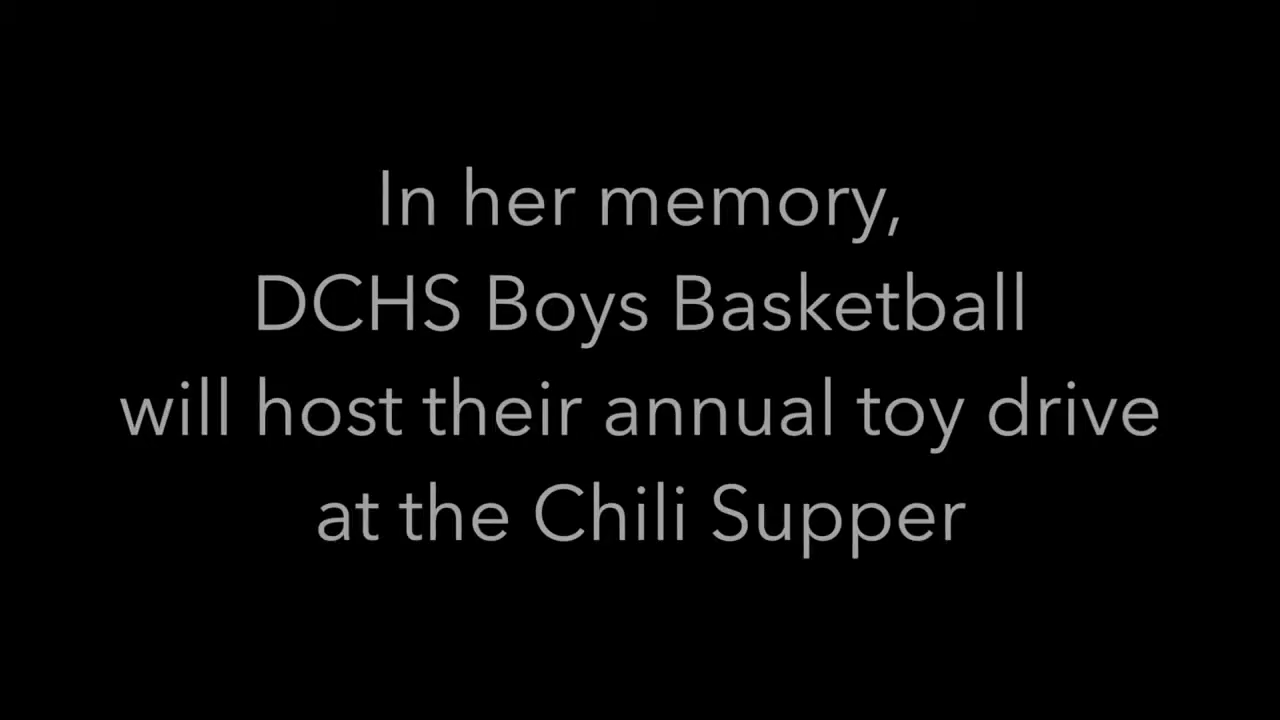 In her memory,
DCHS Boys Basketball
will host their annual toy drive
at the Chili Supper